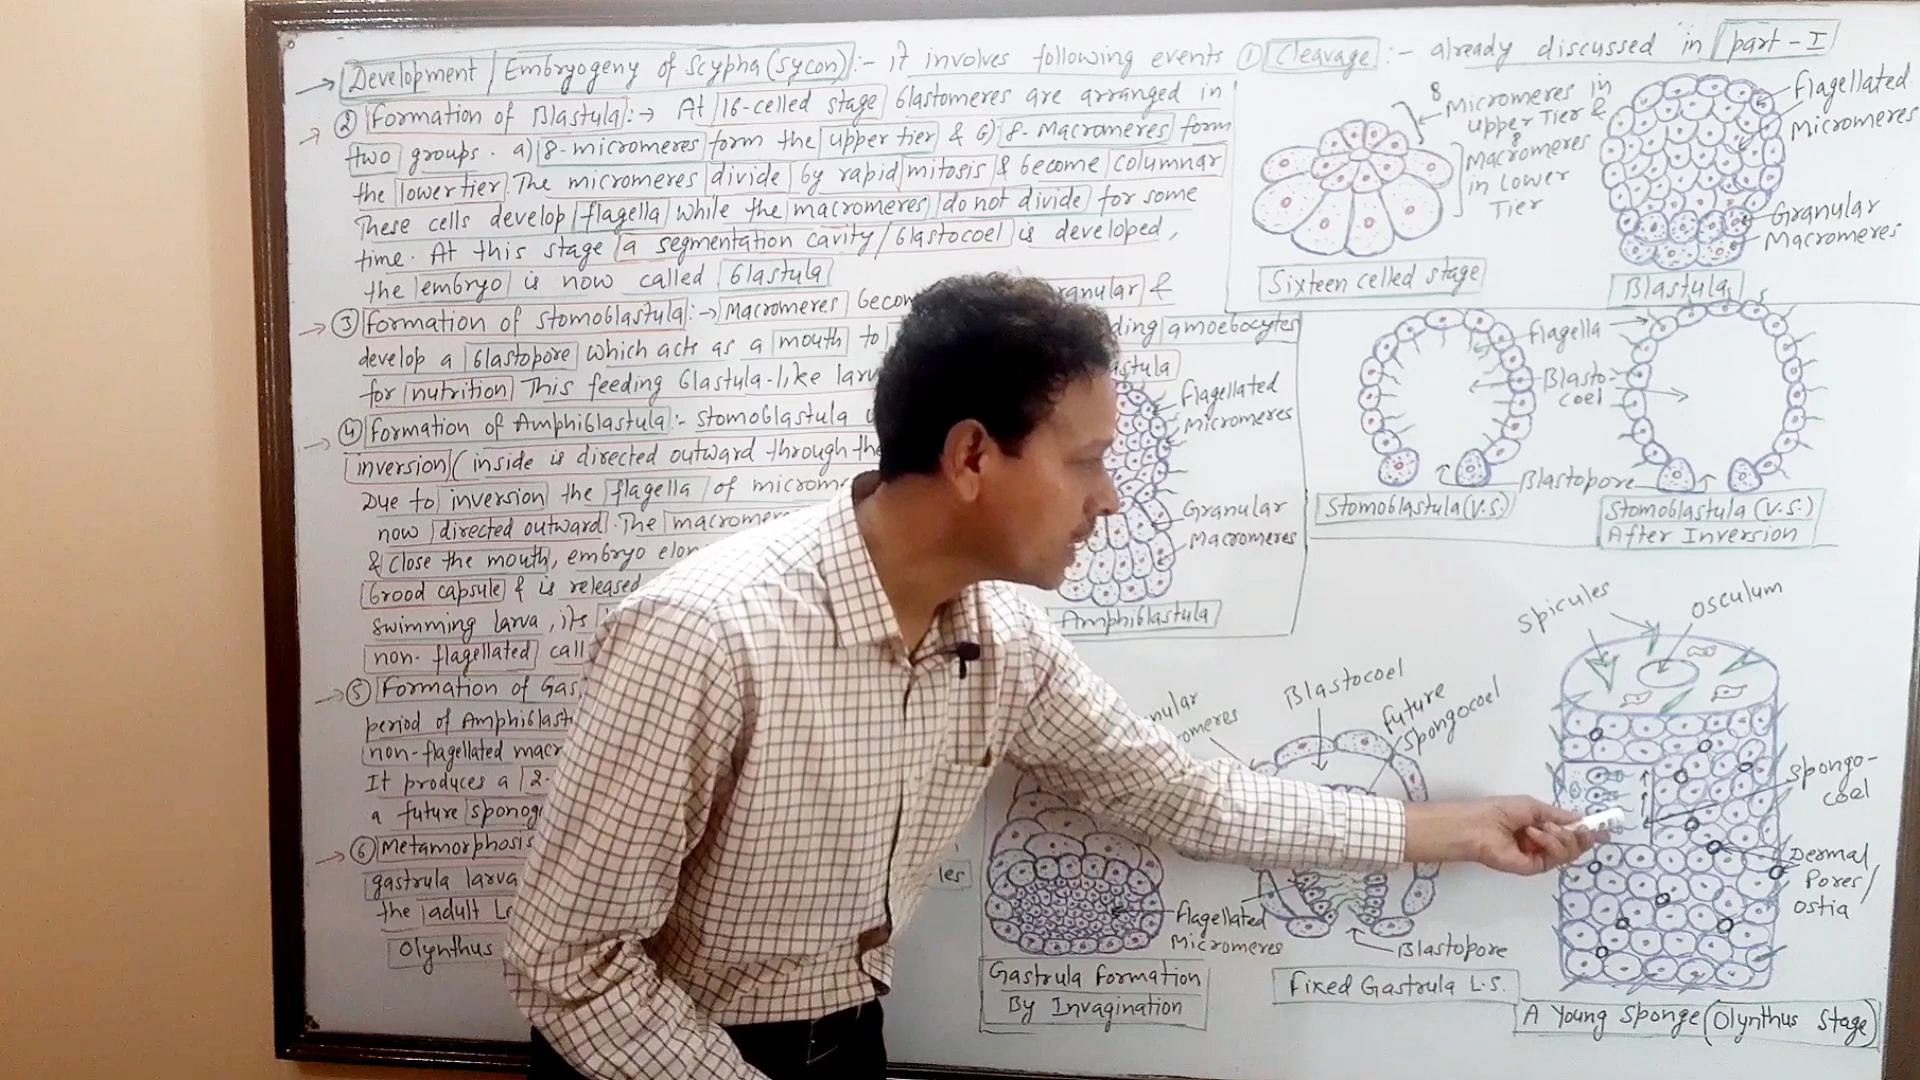 → Development / Embryogeny of Scypha (Sycon) :- it involves following events ① Cleavage :- already discussed in part - I
→ ② Formation of Blastula :→ At 16-celled stage blastomeres are arranged in
two groups. a) 8-micromeres form the upper tier & b) 8-Macromeres form
the lower tier. The micromeres divide by rapid mitosis & become columnar
These cells develop flagella while the macromeres do not divide for some
time. At this stage a segmentation cavity / blastocoel is developed,
the embryo is now called blastula
→ ③ Formation of stomoblastula :→ Macromeres becom
ranular &
develop a blastopore which acts as a mouth to
ding amoebocytes
for nutrition This feeding blastula-like larv
astula
→ ④ Formation of Amphiblastula :- Stomoblastula
inversion ( inside is directed outward through the
Due to inversion the flagella of microm
now directed outward. The macromer
& close the mouth, embryo elon
brood capsule & is released
swimming larva, its
non-flagellated call
→ ⑤ Formation of Gas
period of Amphiblast
non-flagellated macr
It produces a 2-
a future spong
→ ⑥ Metamorphosis
gastrula larva
les
the adult
Olynthus
8
Micromeres in
upper Tier &
8
Macromeres
in Lower
Tier
Sixteen celled stage
Flagellated
Micromeres
Granular
Macromeres
Blastula
Flagellated
Micromeres
Granular
Macromeres
Amphiblastula
flagella
Blasto-
coel
Blastopore
Stomoblastula (V.S.)
Stomoblastula (V.S.)
After Inversion
nular
omeres
Flagellated
Micromeres
Gastrula Formation
By Invagination
Blastocoel
Future
Spongocoel
Blastopore
Fixed Gastrula L.S.
Spicules
Osculum
Spongo-
coel
Dermal
Pores/
Ostia
A Young Sponge (Olynthus Stage)